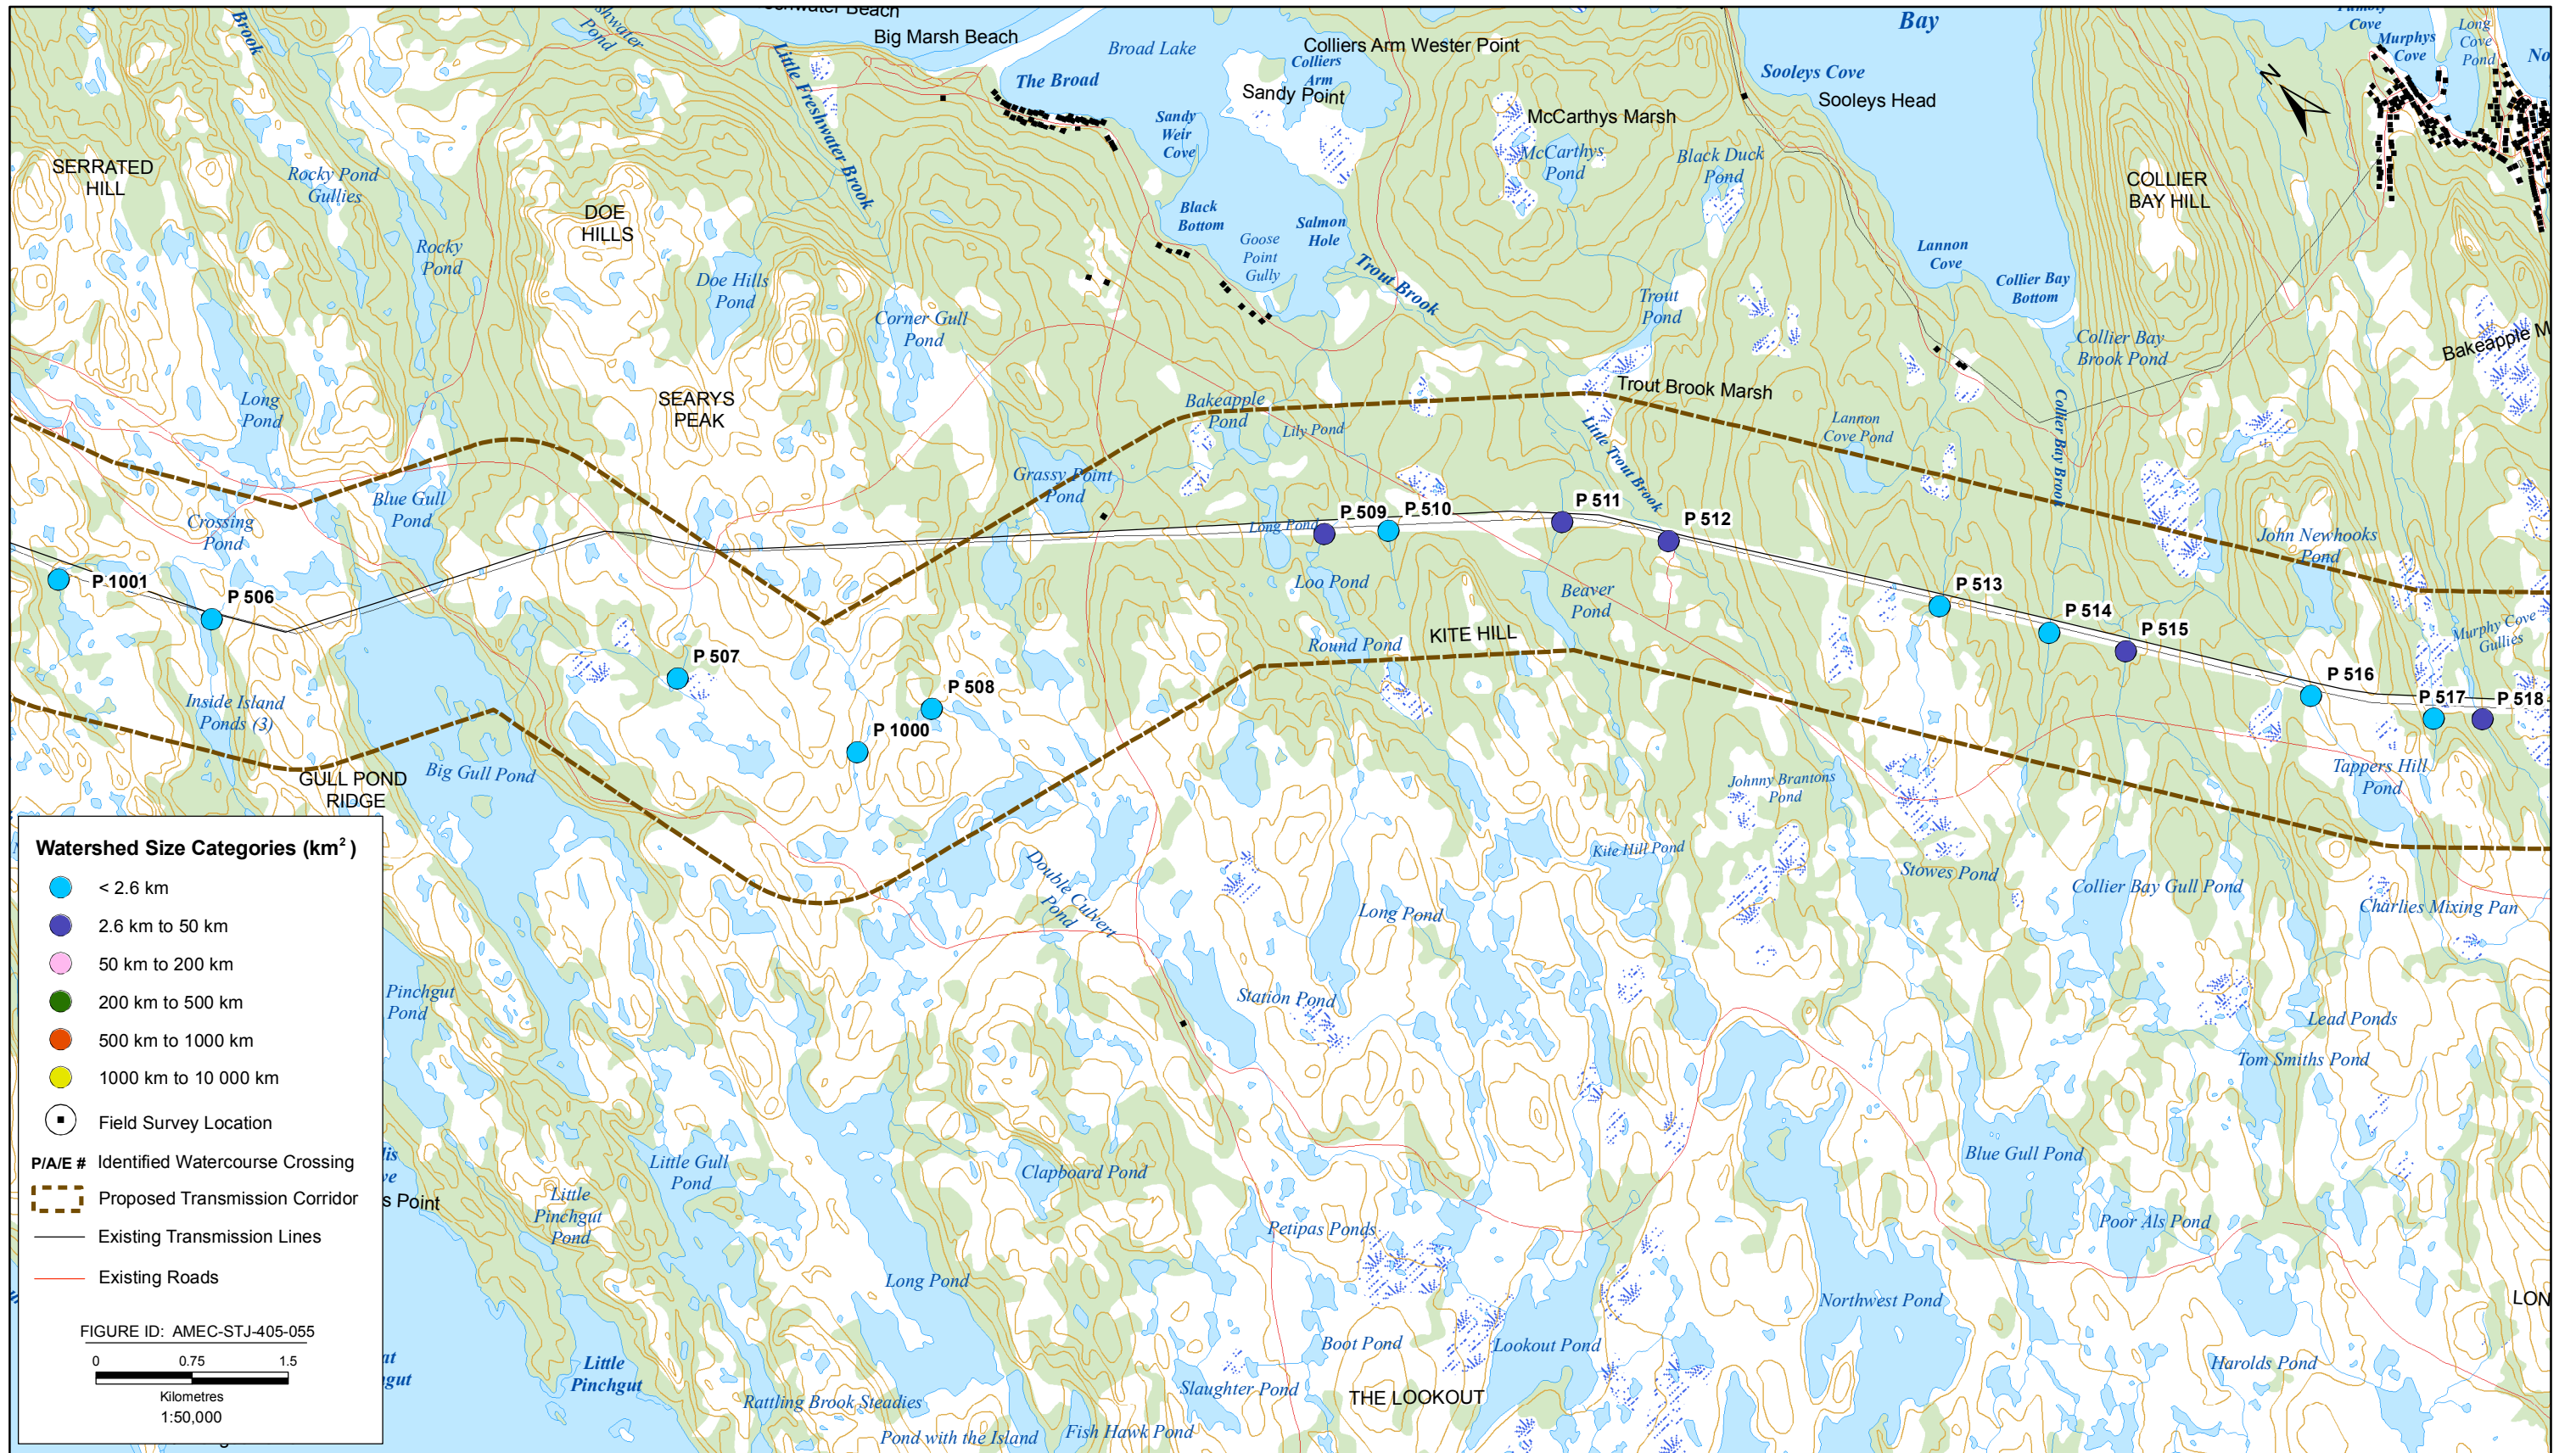 Big Marsh Beach
Broad Lake
Colliers Arm Wester Point
Colliers
Arm
Bay
Cove
Murphys
Cove
Long
Cove
Pond
Brook
Pond
The Broad
Sandy Point
Sooleys Cove
Sooleys Head
N
Little Freshwater Brook
Sandy
Weir
Cove
McCarthys Marsh
McCarthys
Pond
Black Duck
Pond
SERRATED
HILL
Rocky Pond
Gullies
COLLIER
BAY HILL
DOE
HILLS
Black
Bottom
Salmon
Hole
Goose
Point
Gully
Rocky
Pond
Doe Hills
Pond
Trout Brook
Lannon
Cove
Collier Bay
Bottom
Corner Gull
Pond
Trout
Pond
Collier Bay
Brook Pond
Bakeapple M
Long
Pond
SEARYS
PEAK
Trout Brook Marsh
Bakeapple
Pond
Lily Pond
Lannon
Cove Pond
Collier Bay Brook
Little Trout Brook
Grassy Point
Pond
Blue Gull
Pond
Crossing
Pond
Long Pond
P 509
P 510
P 511
P 512
John Newhooks
Pond
P 1001
P 506
Loo Pond
Beaver
Pond
P 513
P 514
P 515
Murphy Cove
Gullies
Round Pond
KITE HILL
P 507
P 508
P 516
P 517
P 518
Inside Island
Ponds (3)
P 1000
GULL POND
RIDGE
Big Gull Pond
Johnny Brantons
Pond
Tappers Hill
Pond
Double Culvert
Pond
Kite Hill Pond
Stowes Pond
Collier Bay Gull Pond
Charlies Mixing Pan
Long Pond
Pinchgut
Pond
Station Pond
Lead Ponds
Tom Smiths Pond
Little Gull
Pond
Clapboard Pond
Blue Gull Pond
s Point
Little
Pinchgut
Pond
Petipas Ponds
Poor Als Pond
Long Pond
Northwest Pond
LON
Boot Pond
Lookout Pond
Little
Pinchgut
Slaughter Pond
THE LOOKOUT
Harolds Pond
Rattling Brook Steadies
Pond with the Island
Fish Hawk Pond
Watershed Size Categories (km²)
< 2.6 km
2.6 km to 50 km
50 km to 200 km
200 km to 500 km
500 km to 1000 km
1000 km to 10 000 km
Field Survey Location
P/A/E # Identified Watercourse Crossing
Proposed Transmission Corridor
Existing Transmission Lines
Existing Roads
FIGURE ID: AMEC-STJ-405-055
0 0.75 1.5
Kilometres
1:50,000